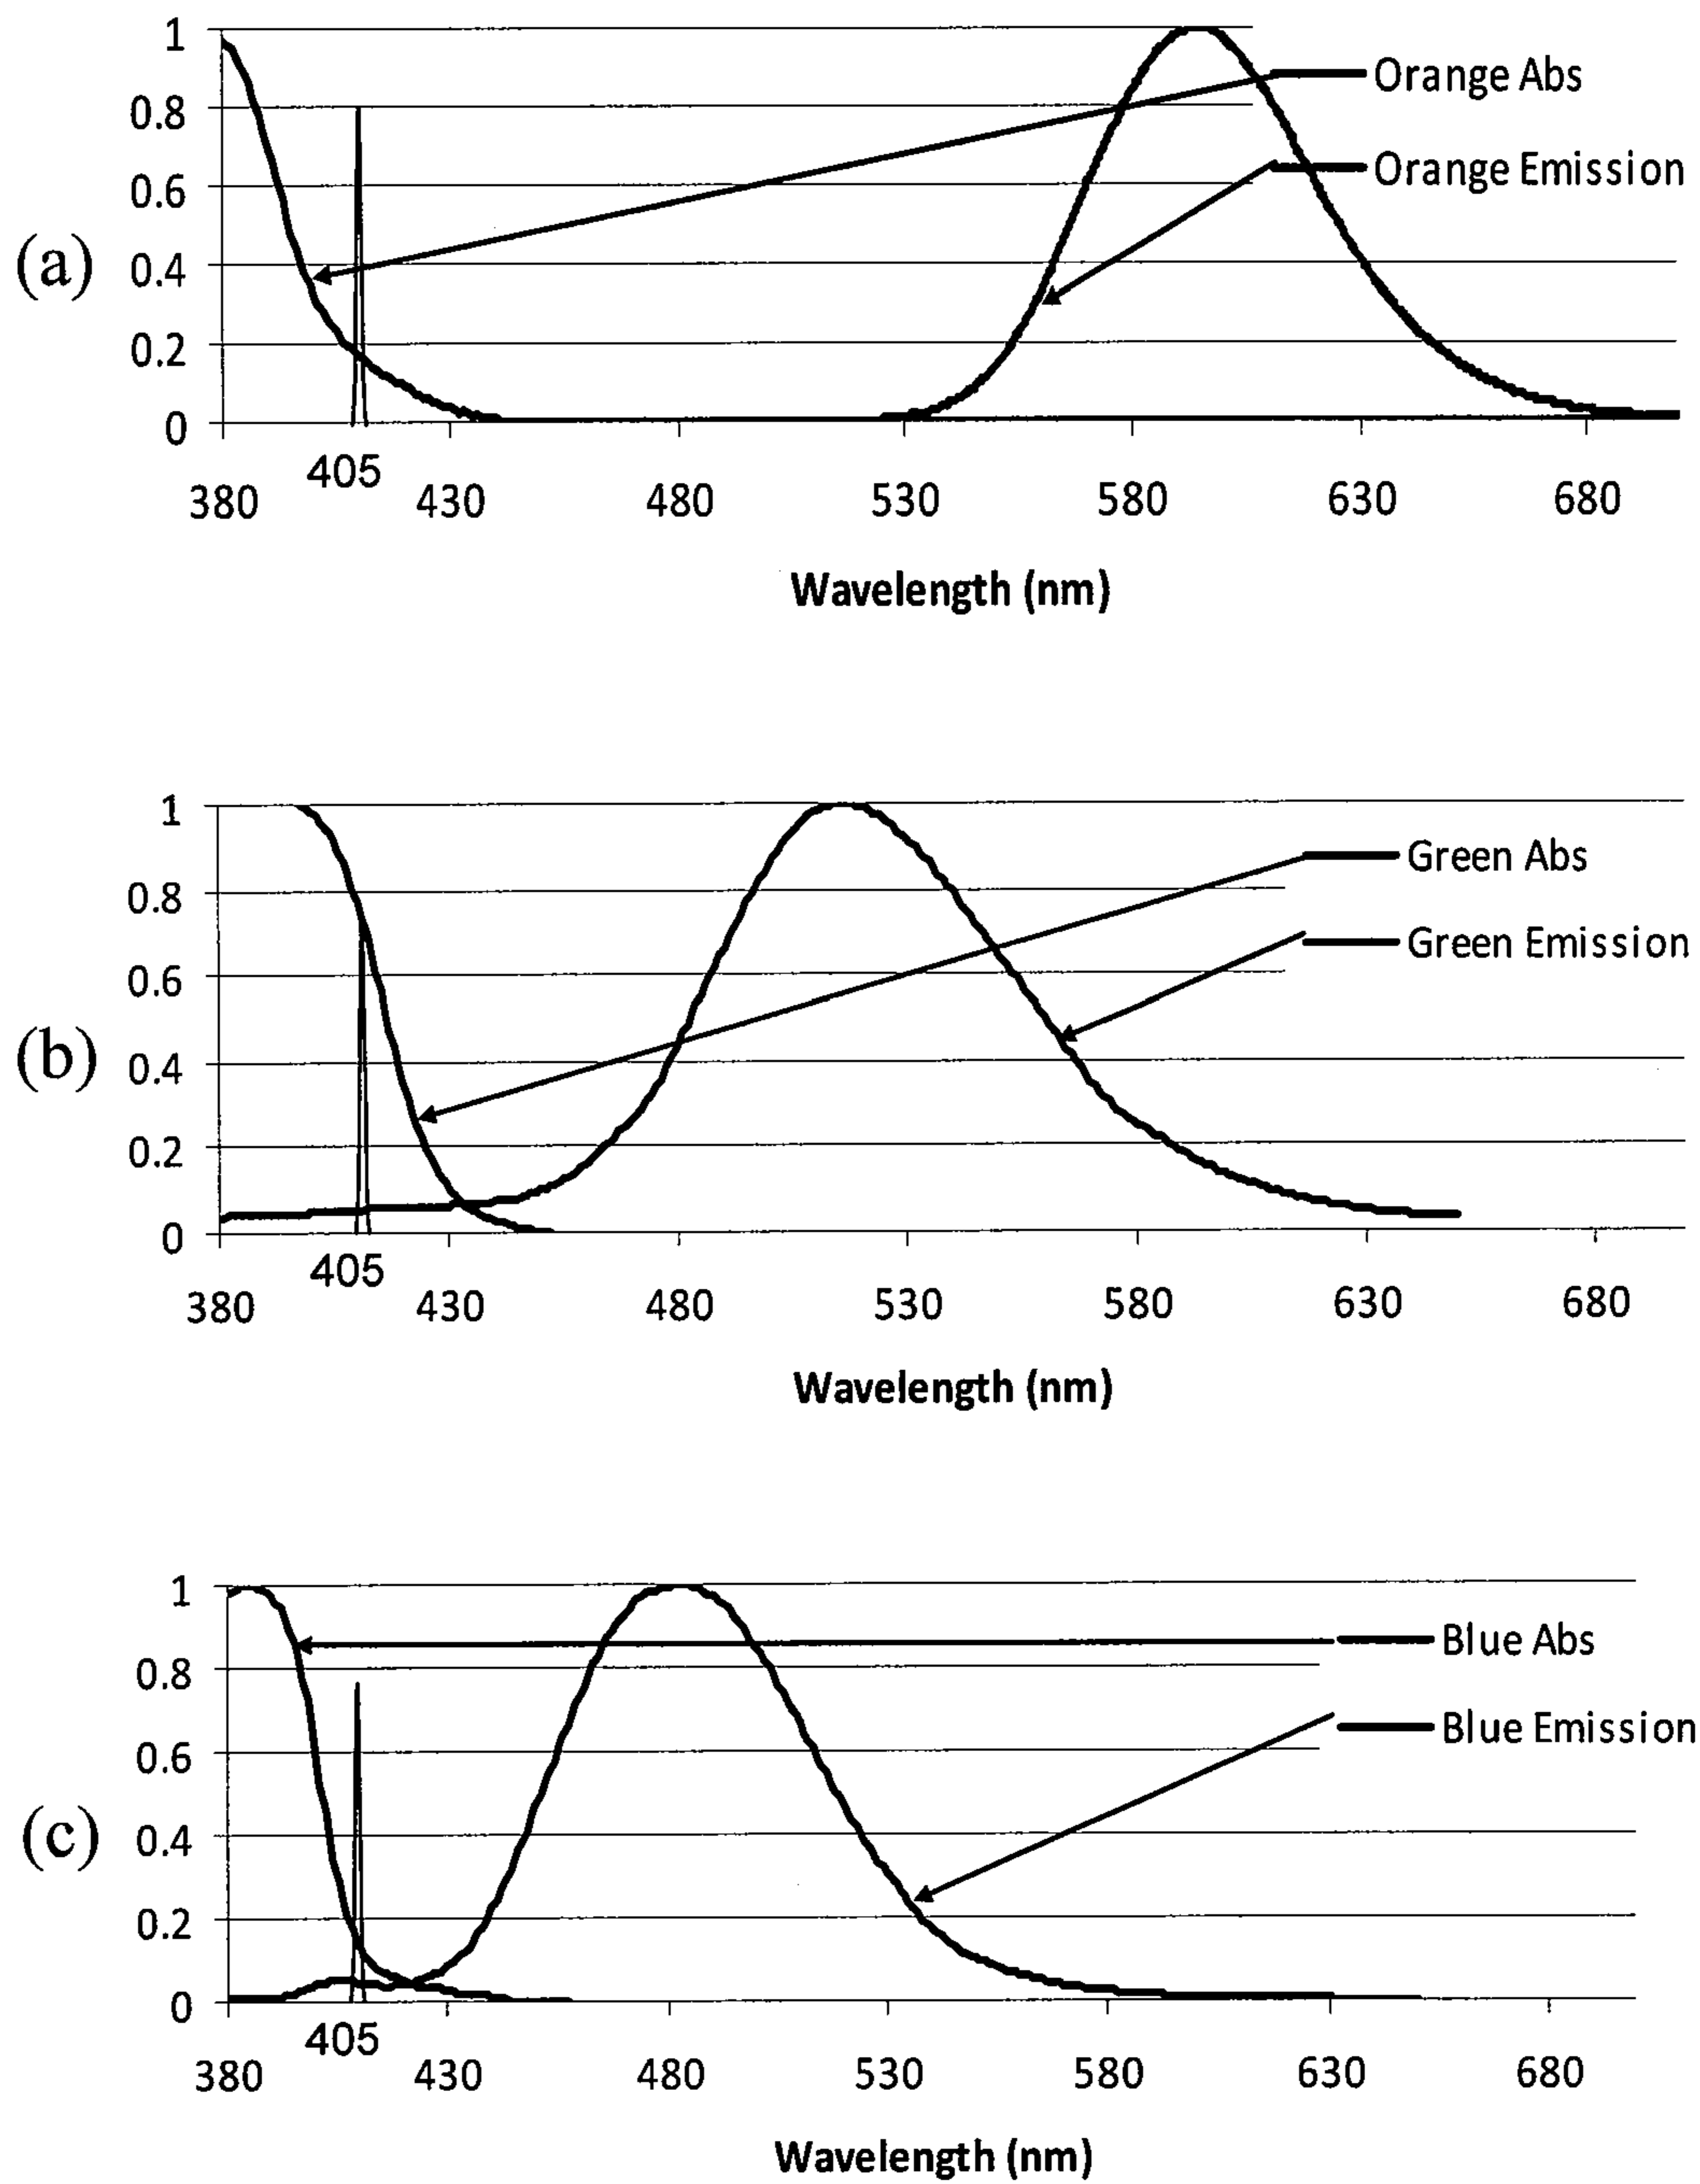 (a)
1
0.8
0.6
0.4
0.2
0
Orange Abs
Orange Emission
405
380 430 480 530 580 630 680
Wavelength (nm)
(b)
1
0.8
0.6
0.4
0.2
0
Green Abs
Green Emission
405
380 430 480 530 580 630 680
Wavelength (nm)
(c)
1
0.8
0.6
0.4
0.2
0
Blue Abs
Blue Emission
405
380 430 480 530 580 630 680
Wavelength (nm)